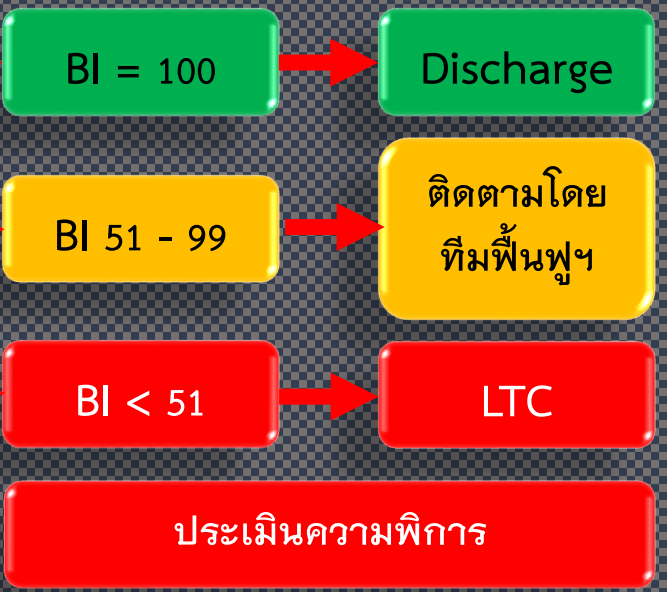 BI = 100
Discharge
BI 51 - 99
ติดตามโดย
ทีมฟื้นฟูฯ
BI < 51
LTC
ประเมินความพิการ